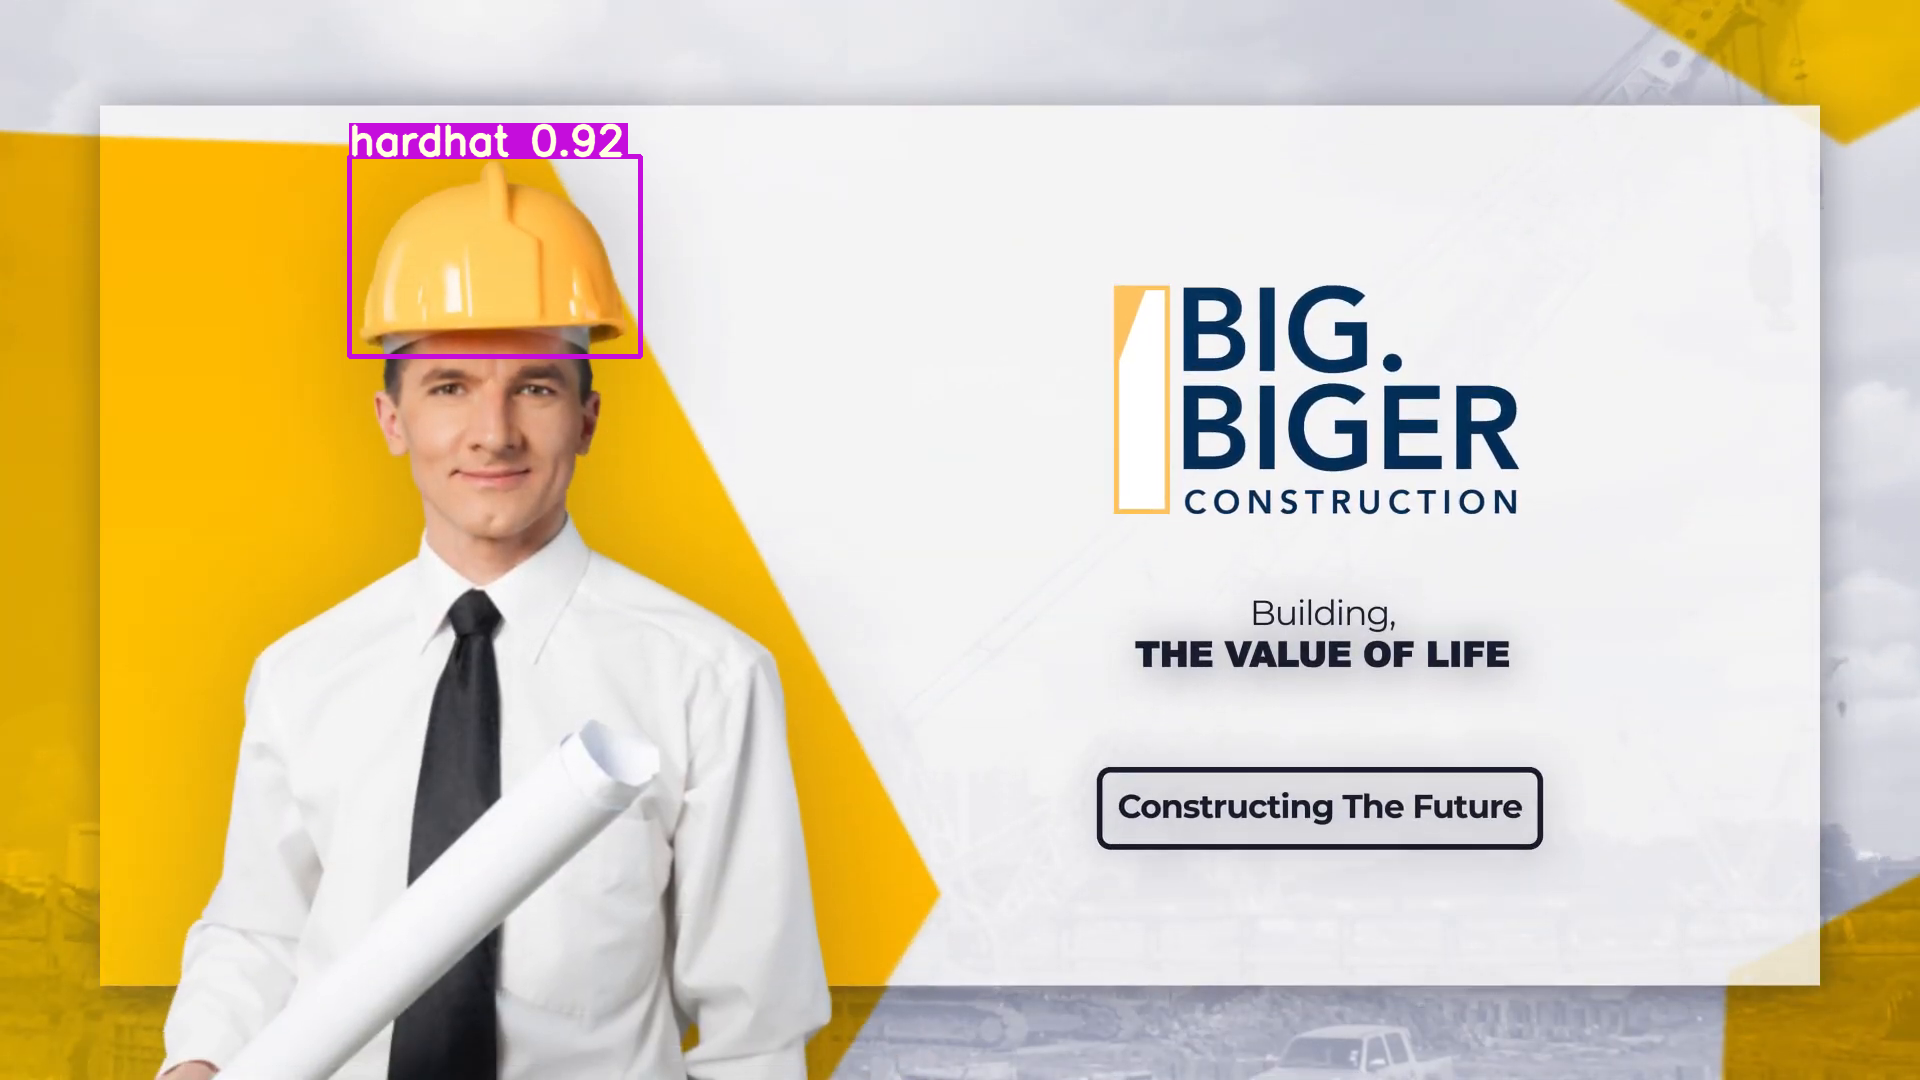 hardhat 0.92
BIG.
BIGER
CONSTRUCTION
Building,
THE VALUE OF LIFE
Constructing The Future